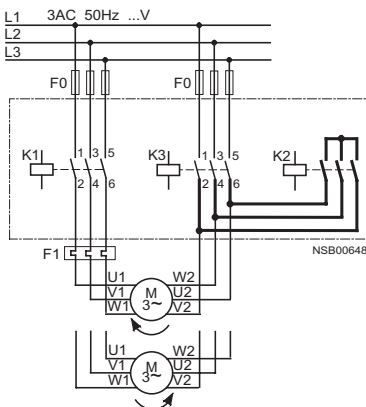 L1 3AC 50Hz ...V
L2
L3
F0 F0
K1 1 3 5 K3 1 3 5 K2
2 4 6 2 4 6
NSB00648
F1
U1 W2
V1 M U2
W1 3~ V2
U1 W2
V1 M U2
W1 3~ V2